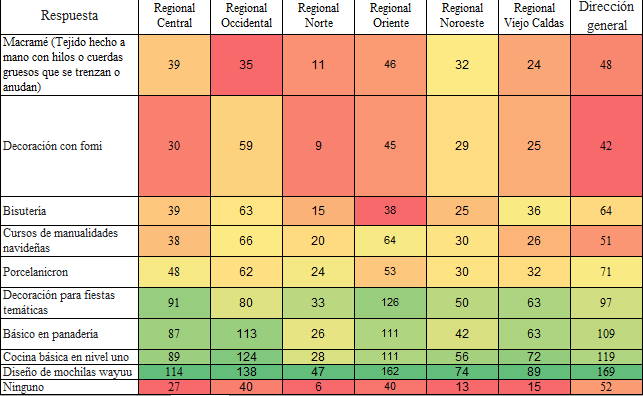 Respuesta Regional Central Regional Occidental Regional Norte Regional Oriente Regional Noroeste Regional Viejo Caldas Dirección general
Macramé (Tejido hecho a mano con hilos o cuerdas gruesos que se trenzan o anudan) 39 35 11 46 32 24 48
Decoración con fomi 30 59 9 45 29 25 42
Bisuteria 39 63 15 38 25 36 64
Cursos de manualidades navideñas 38 66 20 64 30 26 51
Porcelanicron 48 62 24 53 30 32 71
Decoración para fiestas temáticas 91 80 33 126 50 63 97
Básico en panadería 87 113 26 111 42 63 109
Cocina básica en nivel uno 89 124 28 111 56 72 119
Diseño de mochilas wayuu 114 138 47 162 74 89 169
Ninguno 27 40 6 40 13 15 52